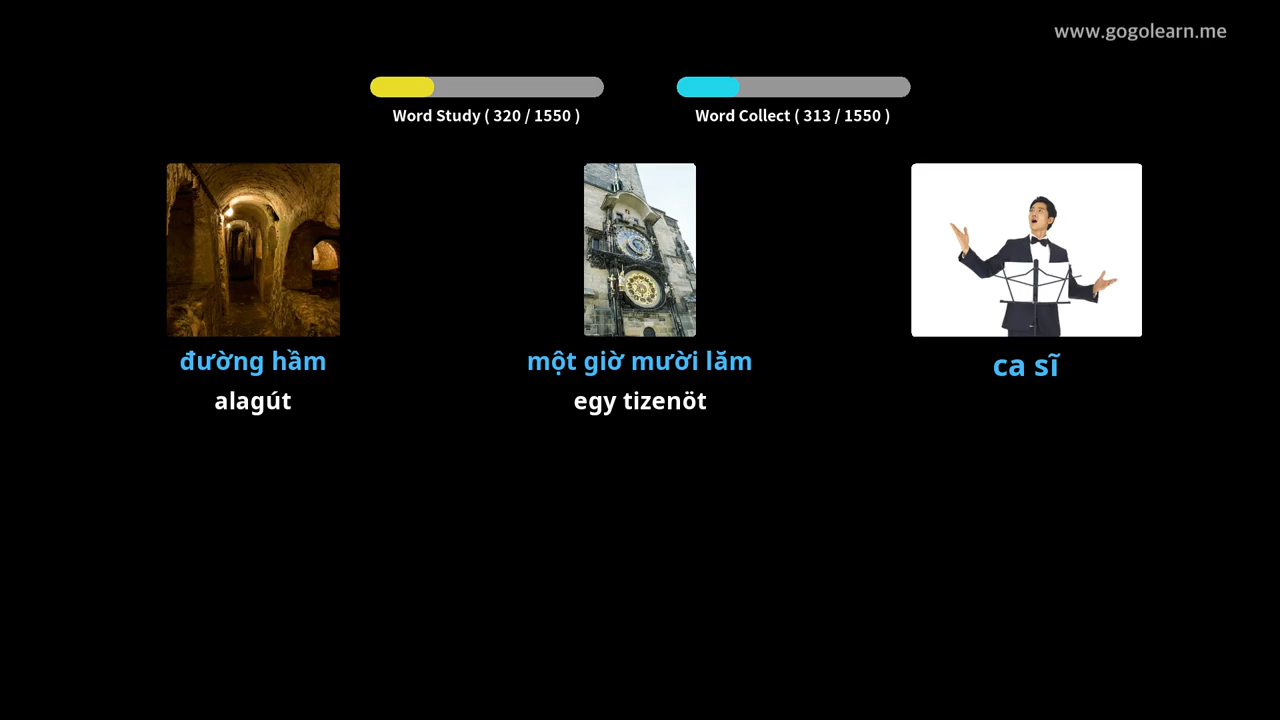 www.gogolearn.me
Word Study ( 320 / 1550 )
Word Collect ( 313 / 1550 )
đường hầm
alagút
một giờ mười lăm
egy tizenöt
ca sĩ